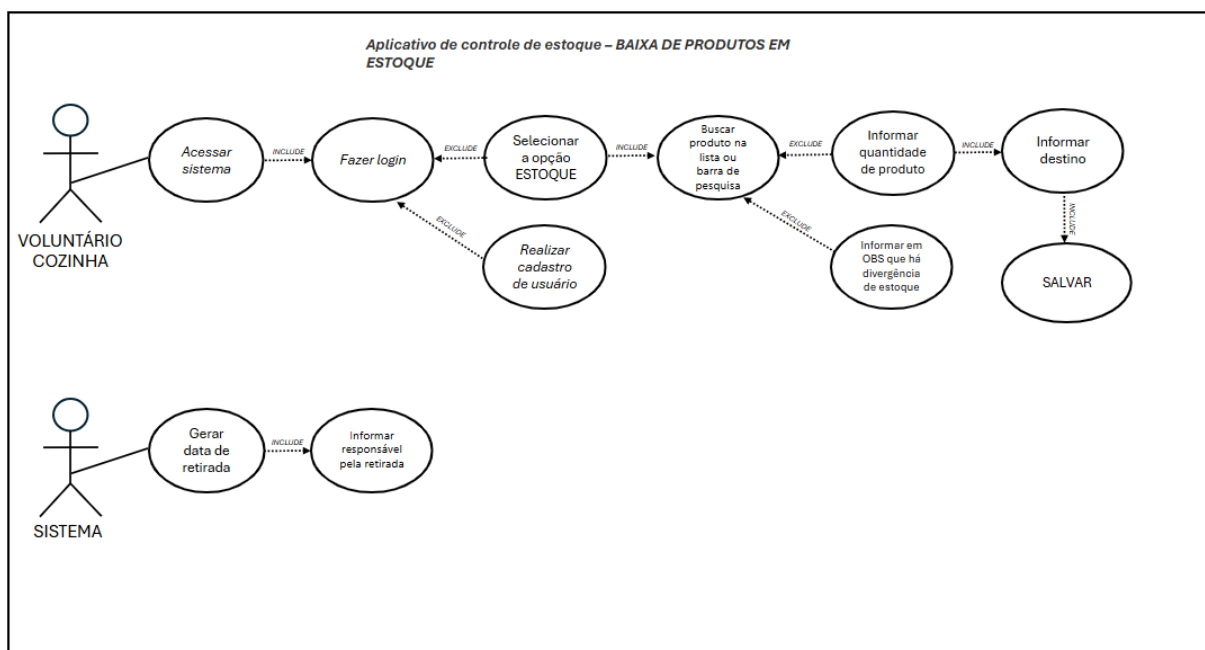 Aplicativo de controle de estoque – BAIXA DE PRODUTOS EM
ESTOQUE
Acessar
sistema
INCLUDE
Fazer login
EXCLUDE
Selecionar
a opção
ESTOQUE
INCLUDE
Buscar
produto na
lista ou
barra de
pesquisa
EXCLUDE
Informar
quantidade
de produto
INCLUDE
Informar
destino
VOLUNTÁRIO
COZINHA
EXCLUDE
Realizar
cadastro
de usuário
EXCLUDE
Informar em
OBS que há
divergência
de estoque
INCLUDE
SALVAR
Gerar
data de
retirada
INCLUDE
Informar
responsável
pela retirada
SISTEMA